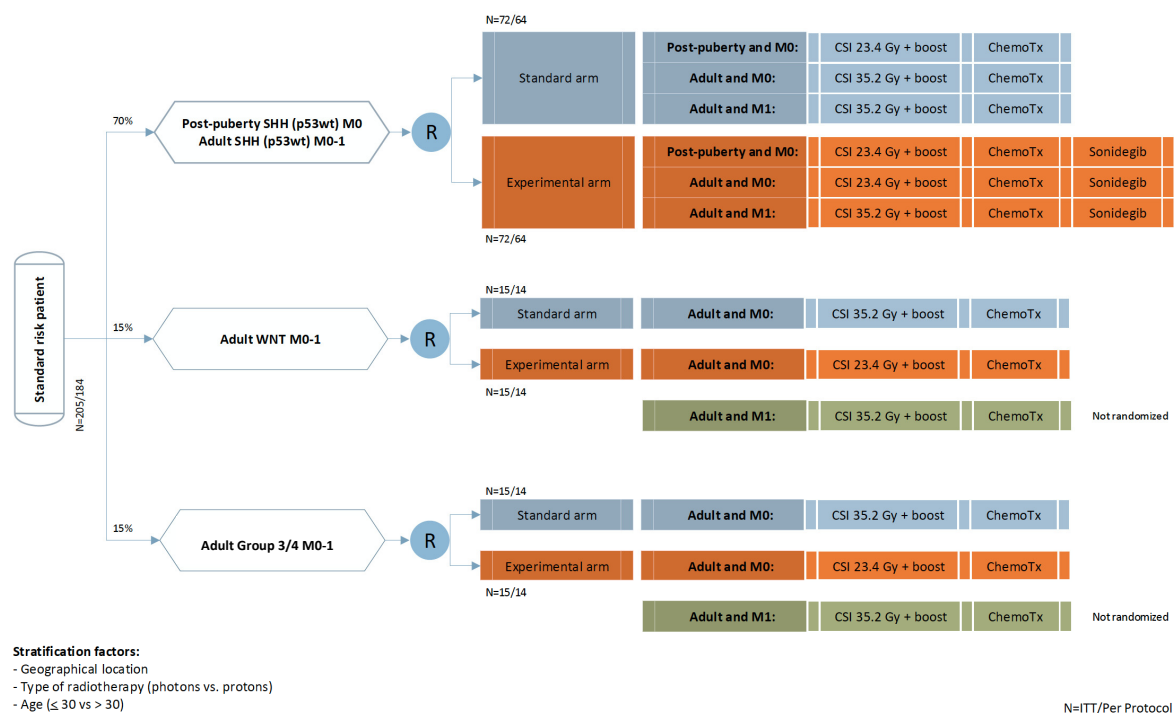 N=72/64
Post-puberty and M0: CSI 23.4 Gy + boost ChemoTx
Standard arm Adult and M0: CSI 35.2 Gy + boost ChemoTx
Adult and M1: CSI 35.2 Gy + boost ChemoTx
70%
Post-puberty SHH (p53wt) M0
Adult SHH (p53wt) M0-1
R
Post-puberty and M0: CSI 23.4 Gy + boost ChemoTx Sonidegib
Experimental arm Adult and M0: CSI 23.4 Gy + boost ChemoTx Sonidegib
Adult and M1: CSI 35.2 Gy + boost ChemoTx Sonidegib
N=72/64
Standard risk patient
N=205/184
N=15/14
Standard arm Adult and M0: CSI 35.2 Gy + boost ChemoTx
15%
Adult WNT M0-1
R
Experimental arm Adult and M0: CSI 23.4 Gy + boost ChemoTx
N=15/14
Adult and M1: CSI 35.2 Gy + boost ChemoTx Not randomized
N=15/14
Standard arm Adult and M0: CSI 35.2 Gy + boost ChemoTx
15%
Adult Group 3/4 M0-1
R
Experimental arm Adult and M0: CSI 23.4 Gy + boost ChemoTx
N=15/14
Adult and M1: CSI 35.2 Gy + boost ChemoTx Not randomized
Stratification factors:
- Geographical location
- Type of radiotherapy (photons vs. protons)
- Age (≤ 30 vs > 30)
N=ITT/Per Protocol